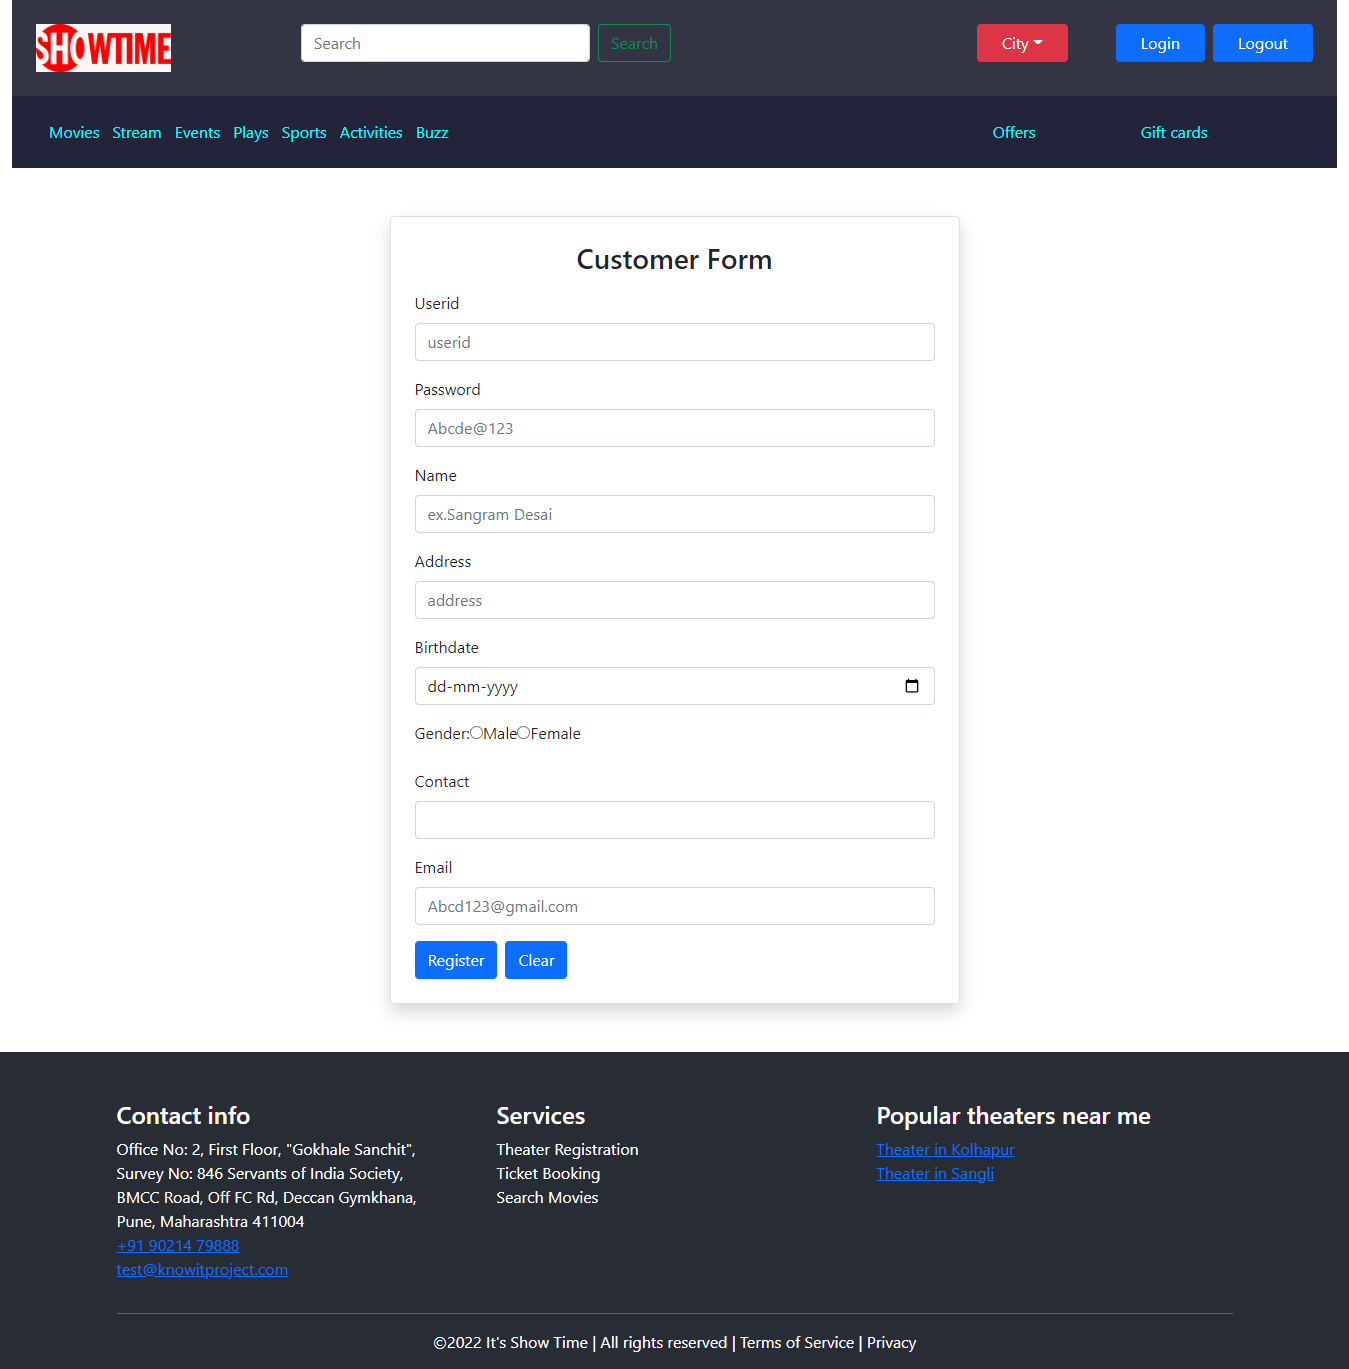 SHOWTIME
Search
Search
City
Login
Logout
Movies Stream Events Plays Sports Activities Buzz
Offers
Gift cards
Customer Form
Userid
userid
Password
Abcde@123
Name
ex.Sangram Desai
Address
address
Birthdate
dd-mm-yyyy
Gender:MaleFemale
Contact
Email
Abcd123@gmail.com
Register
Clear
Contact info
Office No: 2, First Floor, "Gokhale Sanchit",
Survey No: 846 Servants of India Society,
BMCC Road, Off FC Rd, Deccan Gymkhana,
Pune, Maharashtra 411004
+91 90214 79888
test@knowitproject.com
Services
Theater Registration
Ticket Booking
Search Movies
Popular theaters near me
Theater in Kolhapur
Theater in Sangli
©2022 It's Show Time | All rights reserved | Terms of Service | Privacy